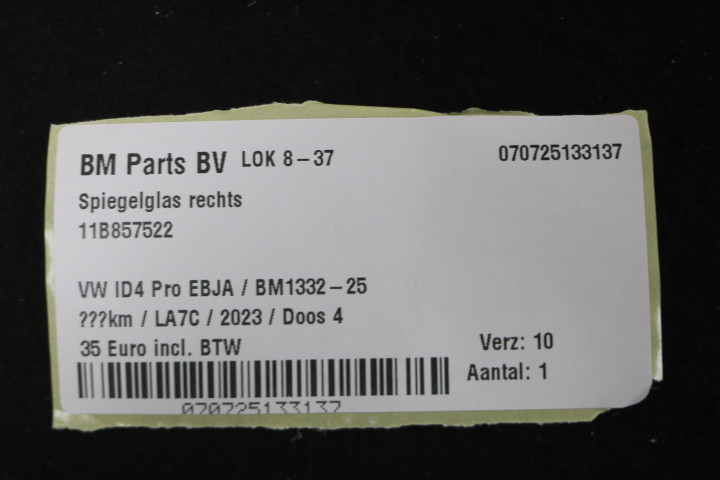 BM Parts BV LOK 8-37 070725133137
Spiegelglas rechts
11B857522
VW ID4 Pro EBJA / BM1332-25
???km / LA7C / 2023 / Doos 4
35 Euro incl. BTW Verz: 10
Aantal: 1
070725133137